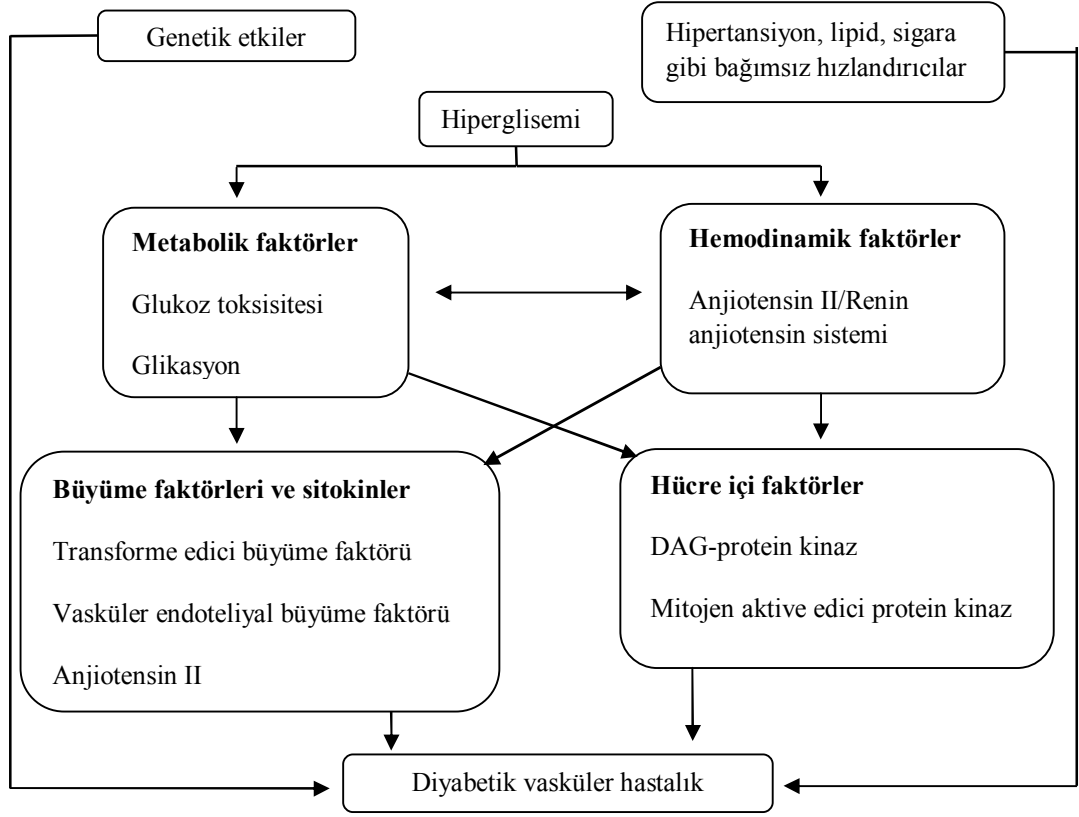 Genetik etkiler
Hipertansiyon, lipid, sigara
gibi bağımsız hızlandırıcılar
Hiperglisemi
Metabolik faktörler
Glukoz toksisitesi
Glikasyon
Hemodinamik faktörler
Anjiotensin II/Renin
anjiotensin sistemi
Büyüme faktörleri ve sitokinler
Transforme edici büyüme faktörü
Vasküler endoteliyal büyüme faktörü
Anjiotensin II
Hücre içi faktörler
DAG-protein kinaz
Mitojen aktive edici protein kinaz
Diyabetik vasküler hastalık